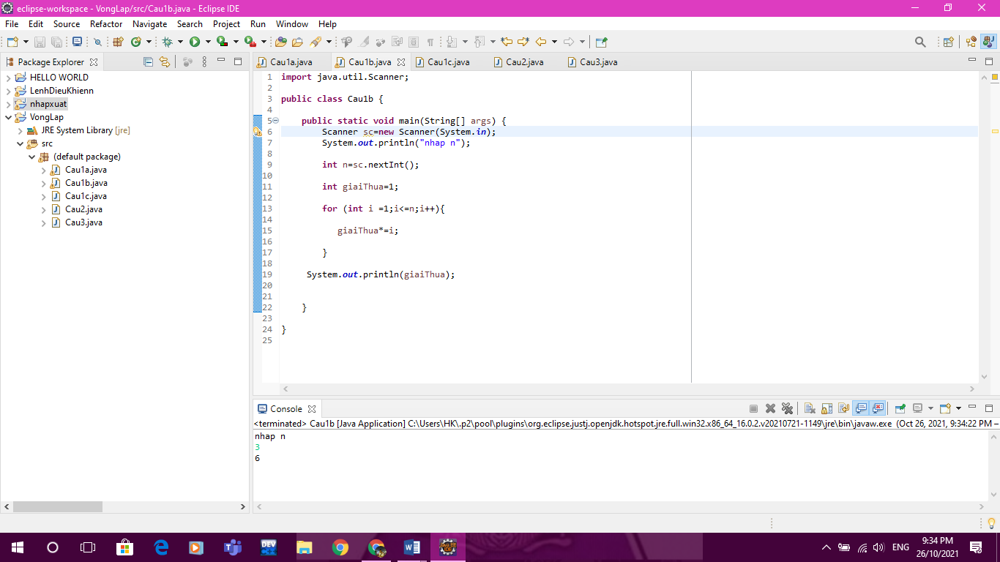 eclipse-workspace - VongLap/src/Cau1b.java - Eclipse IDE
File Edit Source Refactor Navigate Search Project Run Window Help
Package Explorer
HELLO WORLD
LenhDieuKhienn
nhapxuat
VongLap
JRE System Library [jre]
src
(default package)
Cau1a.java
Cau1b.java
Cau1c.java
Cau2.java
Cau3.java
Cau1a.java Cau1b.java Cau1c.java Cau2.java Cau3.java
1 import java.util.Scanner;
2
3 public class Cau1b {
4
5 public static void main(String[] args) {
6 Scanner sc=new Scanner(System.in);
7 System.out.println("nhap n");
8
9 int n=sc.nextInt();
10
11 int giaiThua=1;
12
13 for (int i =1;i<=n;i++){
14
15 giaiThua*=i;
16
17 }
18
19 System.out.println(giaiThua);
20
21
22 }
23
24 }
25
Console
<terminated> Cau1b [Java Application] C:\Users\HK\.p2\pool\plugins\org.eclipse.justj.openjdk.hotspot.jre.full.win32.x86_64_16.0.2.v20210721-1149\jre\bin\javaw.exe (Oct 26, 2021, 9:34:22 PM –
nhap n
3
6
DEV
JAVA EE
IDE
ENG
9:34 PM
26/10/2021